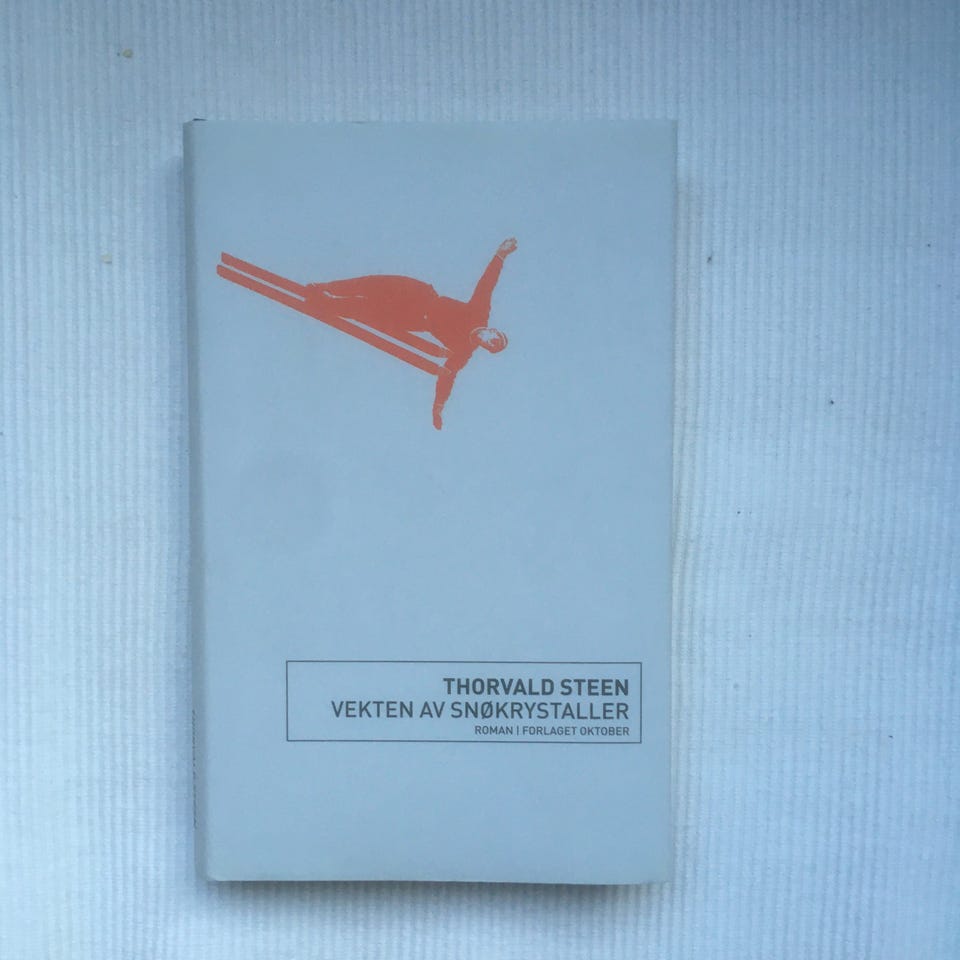 THORVALD STEEN
VEKTEN AV SNØKRYSTALLER
ROMAN | FORLAGET OKTOBER